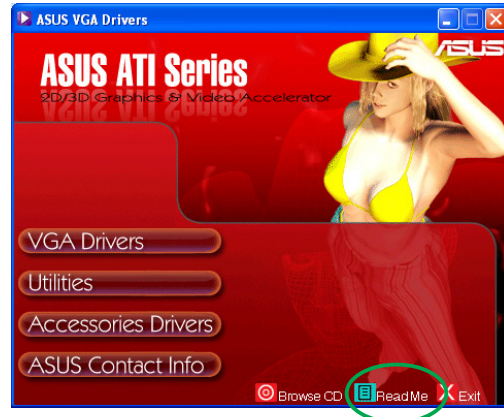 ASUS VGA Drivers
ASUS
ASUS ATI Series
2D/3D Graphics & Video Accelerator
VGA Drivers
Utilities
Accessories Drivers
ASUS Contact Info
Browse CD ReadMe Exit